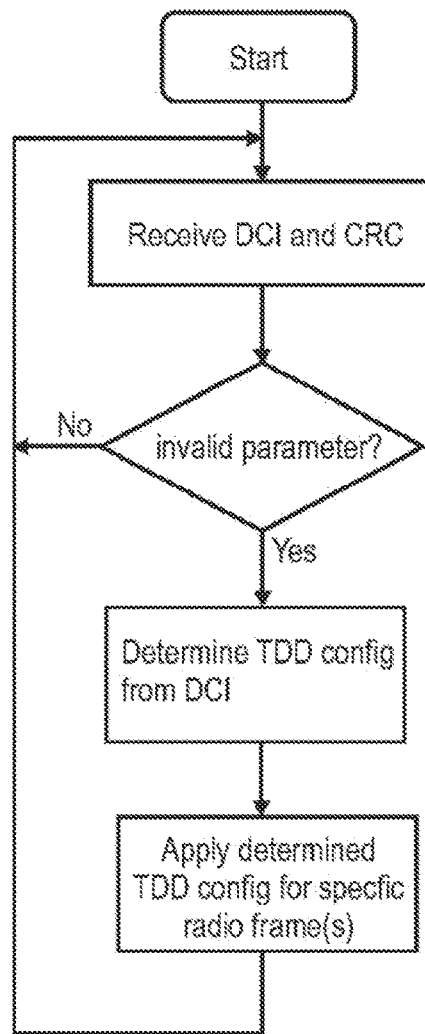 Start
Receive DCI and CRC
invalid parameter?
No
Yes
Determine TDD config
from DCI
Apply determined
TDD config for specfic
radio frame(s)